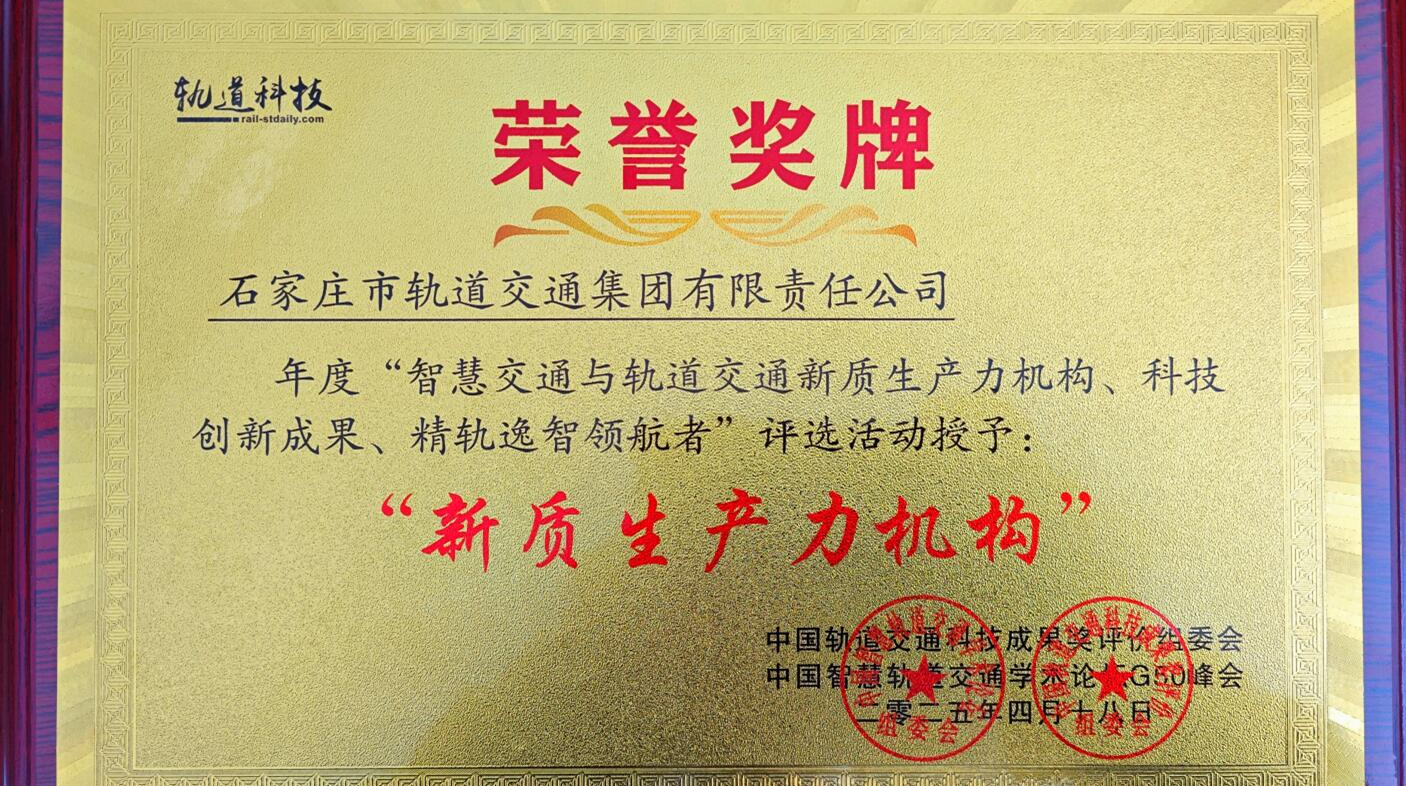 轨道科技
rail-stdaily.com
荣誉奖牌
石家庄市轨道交通集团有限责任公司
年度“智慧交通与轨道交通新质生产力机构、科技
创新成果、精轨逸智领航者”评选活动授予：
“新质生产力机构”
中国轨道交通科技成果奖评价组委会
中国智慧轨道交通学术论坛G50峰会
二零二五年四月十八日
组委会
组委会